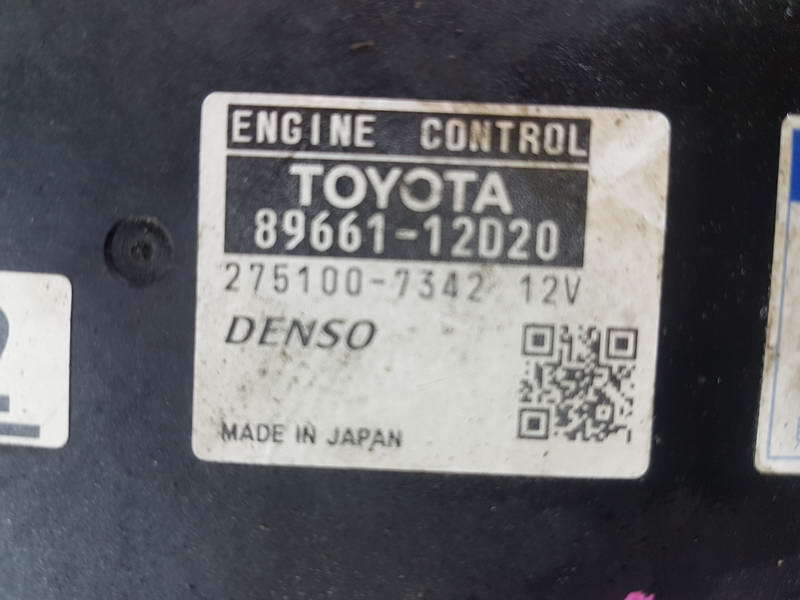 ENGINE CONTROL
TOYOTA
89661-12D20
275100-7342 12V
DENSO
MADE IN JAPAN